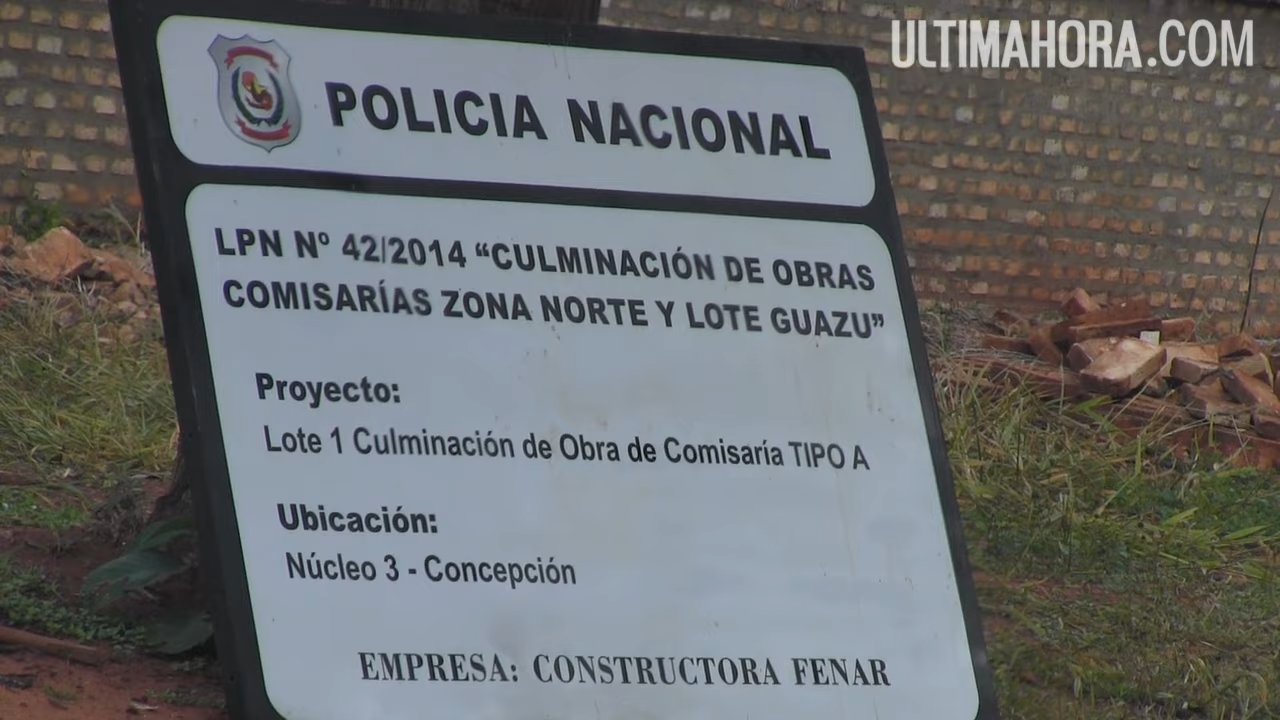 ULTIMAHORA.COM
POLICIA NACIONAL
LPN Nº 42/2014 “CULMINACIÓN DE OBRAS
COMISARÍAS ZONA NORTE Y LOTE GUAZU”
Proyecto:
Lote 1 Culminación de Obra de Comisaría TIPO A
Ubicación:
Núcleo 3 - Concepción
EMPRESA: CONSTRUCTORA FENAR